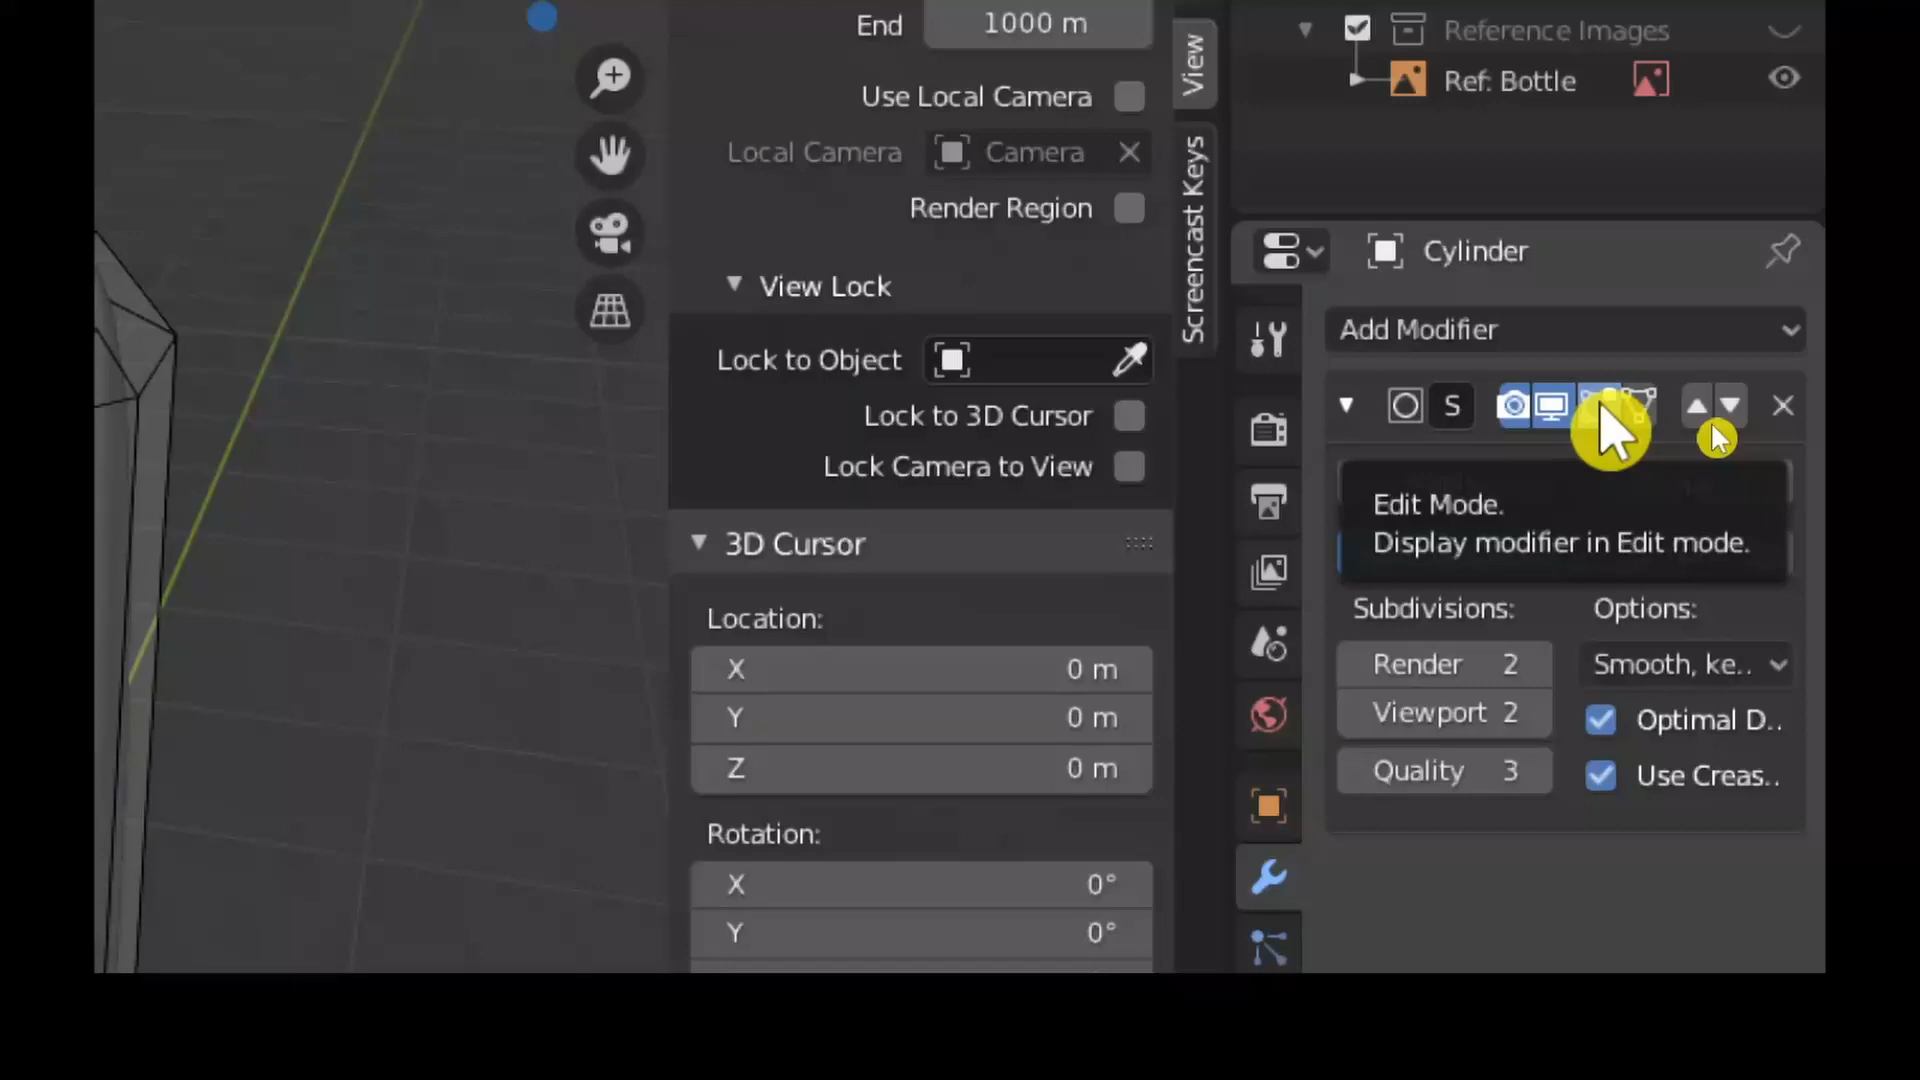 End 1000 m
Use Local Camera
Local Camera Camera
Render Region
View Lock
Lock to Object
Lock to 3D Cursor
Lock Camera to View
3D Cursor
Location:
X 0 m
Y 0 m
Z 0 m
Rotation:
X 0°
Y 0°
View
Screencast Keys
Reference Images
Ref: Bottle
Cylinder
Add Modifier
S
Edit Mode.
Display modifier in Edit mode.
Subdivisions: Options:
Render 2 Smooth, ke..
Viewport 2 Optimal D..
Quality 3 Use Creas..